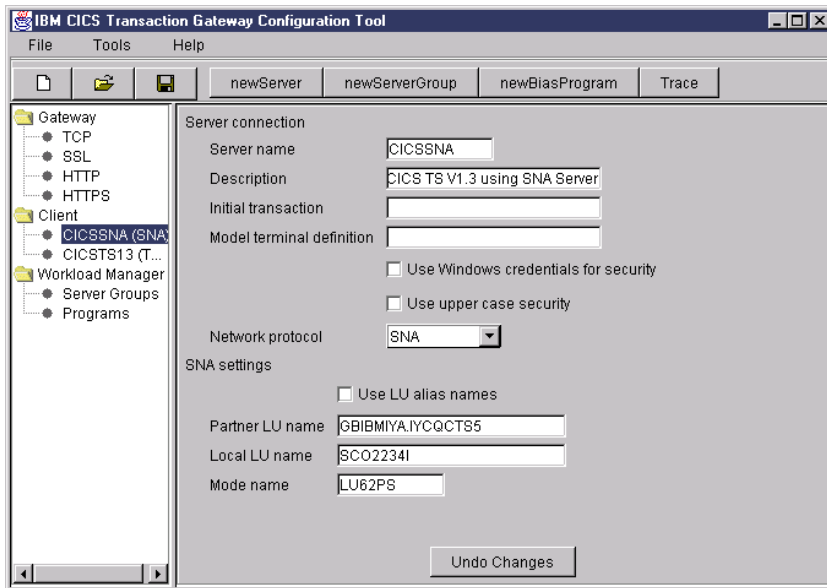 IBM CICS Transaction Gateway Configuration Tool
File Tools Help
newServer newServerGroup newBiasProgram Trace
Gateway
TCP
SSL
HTTP
HTTPS
Client
CICSSNA (SNA)
CICSTS13 (T...
Workload Manager
Server Groups
Programs
Server connection
Server name CICSSNA
Description CICS TS V1.3 using SNA Server
Initial transaction
Model terminal definition
Use Windows credentials for security
Use upper case security
Network protocol SNA
SNA settings
Use LU alias names
Partner LU name GBIBMIYA.IYCQCTS5
Local LU name SCO2234I
Mode name LU62PS
Undo Changes